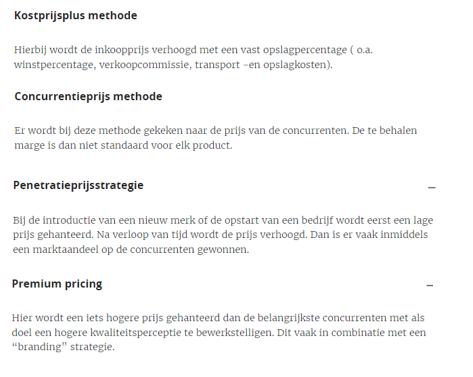 Kostprijsplus methode
Hierbij wordt de inkoopprijs verhoogd met een vast opslagpercentage ( o.a.
winstpercentage, verkoopcommissie, transport -en opslagkosten).
Concurrentieprijs methode
Er wordt bij deze methode gekeken naar de prijs van de concurrenten. De te behalen
marge is dan niet standaard voor elk product.
Penetratieprijsstrategie
Bij de introductie van een nieuw merk of de opstart van een bedrijf wordt eerst een lage
prijs gehanteerd. Na verloop van tijd wordt de prijs verhoogd. Dan is er vaak inmiddels
een marktaandeel op de concurrenten gewonnen.
Premium pricing
Hier wordt een iets hogere prijs gehanteerd dan de belangrijkste concurrenten met als
doel een hogere kwaliteitsperceptie te bewerkstelligen. Dit vaak in combinatie met een
“branding” strategie.